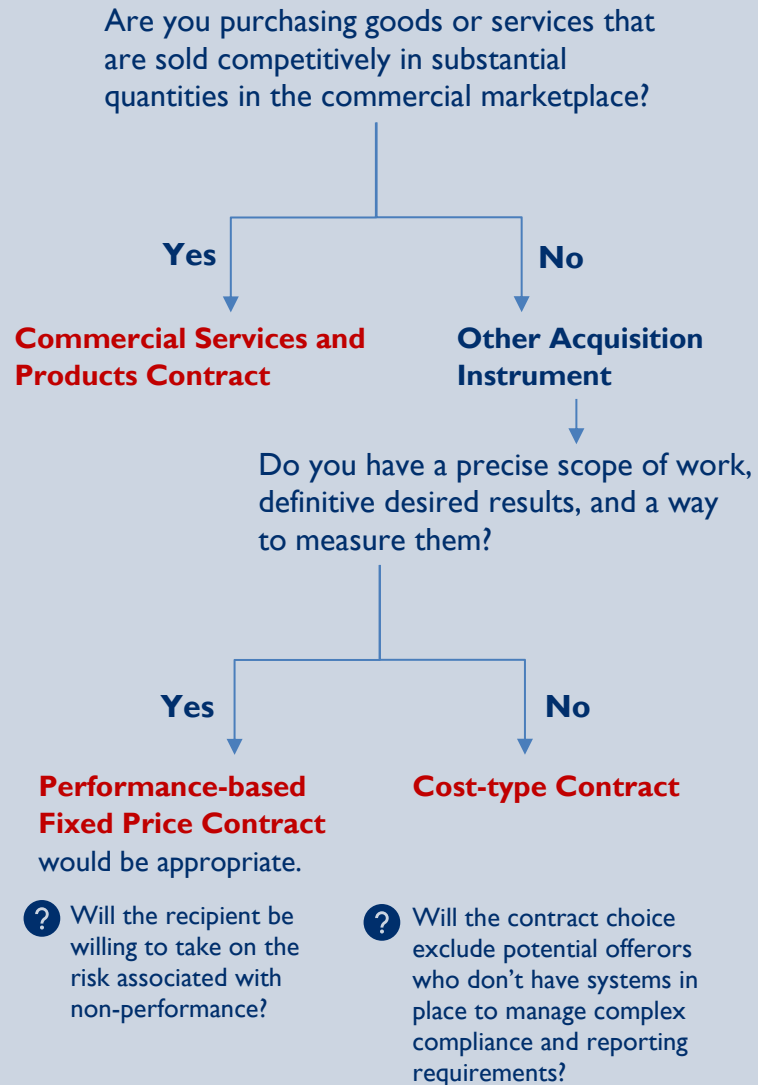 Are you purchasing goods or services that
are sold competitively in substantial
quantities in the commercial marketplace?
Yes
No
Commercial Services and
Products Contract
Other Acquisition
Instrument
Do you have a precise scope of work,
definitive desired results, and a way
to measure them?
Yes
No
Performance-based
Fixed Price Contract
would be appropriate.
Cost-type Contract
? Will the recipient be
willing to take on the
risk associated with
non-performance?
? Will the contract choice
exclude potential offerors
who don’t have systems in
place to manage complex
compliance and reporting
requirements?